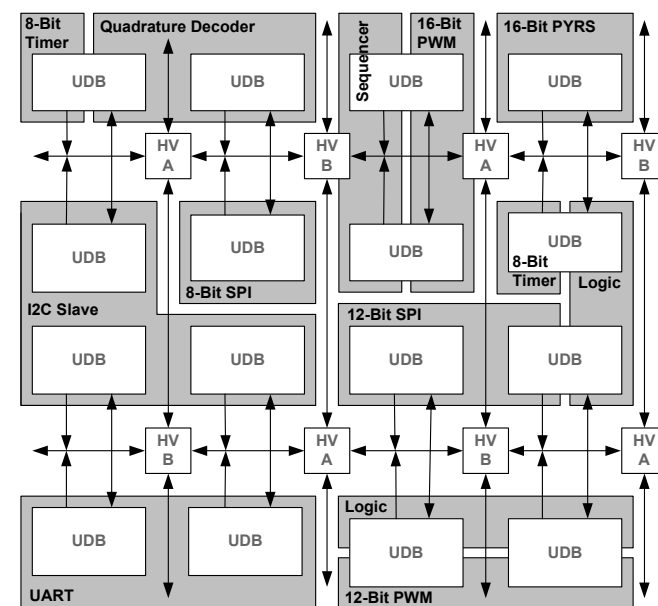 8-Bit
Timer
Quadrature Decoder
Sequencer
16-Bit
PWM
16-Bit PYRS
UDB
UDB
UDB
UDB
HV
A
HV
B
HV
A
HV
B
UDB
UDB
UDB
UDB
8-Bit
Timer
Logic
8-Bit SPI
I2C Slave
12-Bit SPI
UDB
UDB
UDB
UDB
HV
B
HV
A
HV
B
HV
A
Logic
UDB
UDB
UDB
UDB
UART
12-Bit PWM